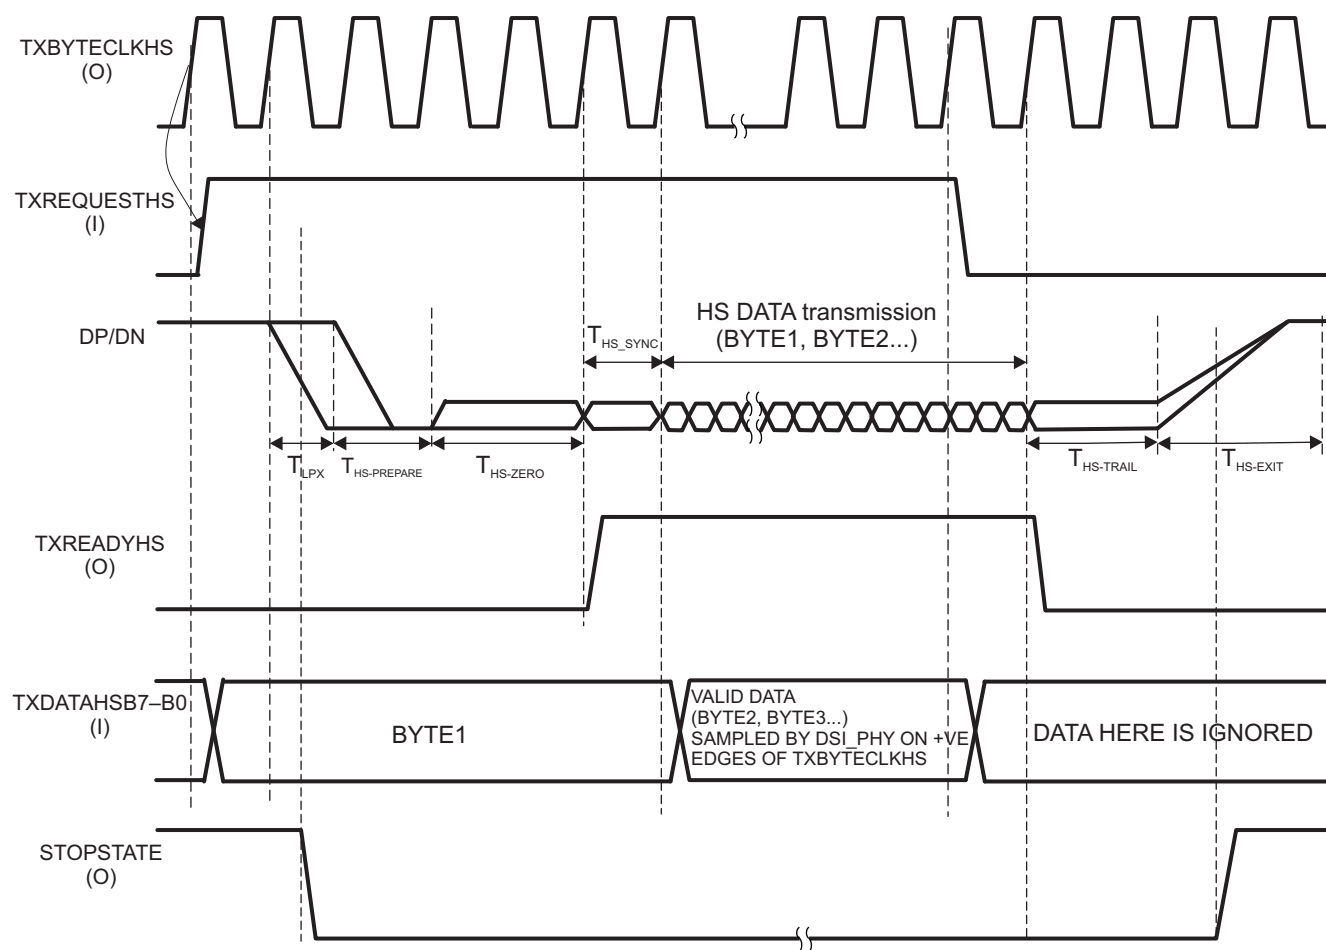 TXBYTECLKHS
(O)
TXREQUESTHS
(I)
DP/DN
HS DATA transmission
(BYTE1, BYTE2...)
THS_SYNC
TLPX
THS-PREPARE
THS-ZERO
THS-TRAIL
THS-EXIT
TXREADYHS
(O)
TXDATAHSB7–B0
(I)
BYTE1
VALID DATA
(BYTE2, BYTE3...)
SAMPLED BY DSI_PHY ON +VE
EDGES OF TXBYTECLKHS
DATA HERE IS IGNORED
STOPSTATE
(O)